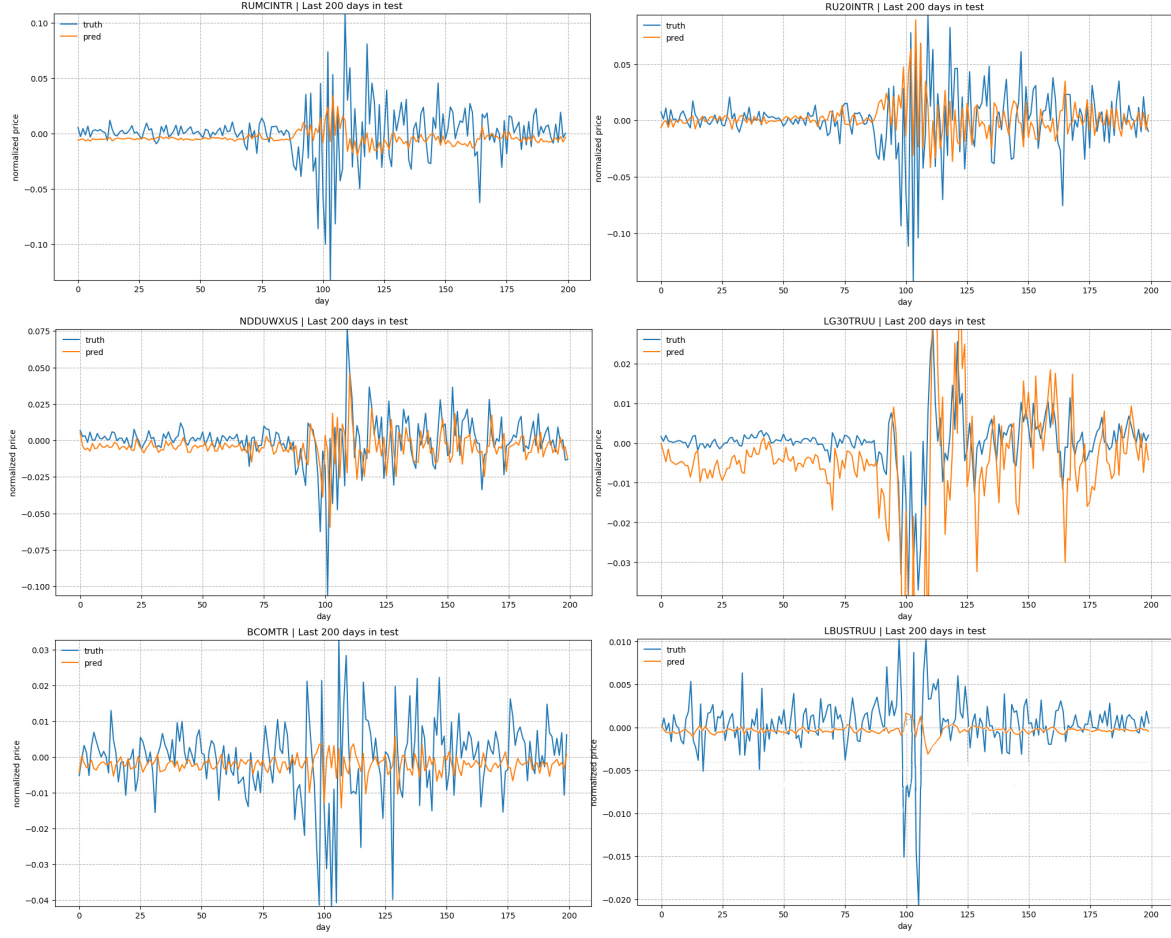 RUMCINTR | Last 200 days in test
truth
pred
normalized price
0.10
0.05
0.00
−0.05
−0.10
0 25 50 75 100 125 150 175 200
day
RU20INTR | Last 200 days in test
truth
pred
normalized price
0.05
0.00
−0.05
−0.10
0 25 50 75 100 125 150 175 200
day
NDDUWXUS | Last 200 days in test
truth
pred
normalized price
0.075
0.050
0.025
0.000
−0.025
−0.050
−0.075
−0.100
0 25 50 75 100 125 150 175 200
day
LG30TRUU | Last 200 days in test
truth
pred
normalized price
0.02
0.01
0.00
−0.01
−0.02
−0.03
0 25 50 75 100 125 150 175 200
day
BCOMTR | Last 200 days in test
truth
pred
normalized price
0.03
0.02
0.01
0.00
−0.01
−0.02
−0.03
−0.04
0 25 50 75 100 125 150 175 200
day
LBUSTRUU | Last 200 days in test
truth
pred
normalized price
0.010
0.005
0.000
−0.005
−0.010
−0.015
−0.020
0 25 50 75 100 125 150 175 200
day